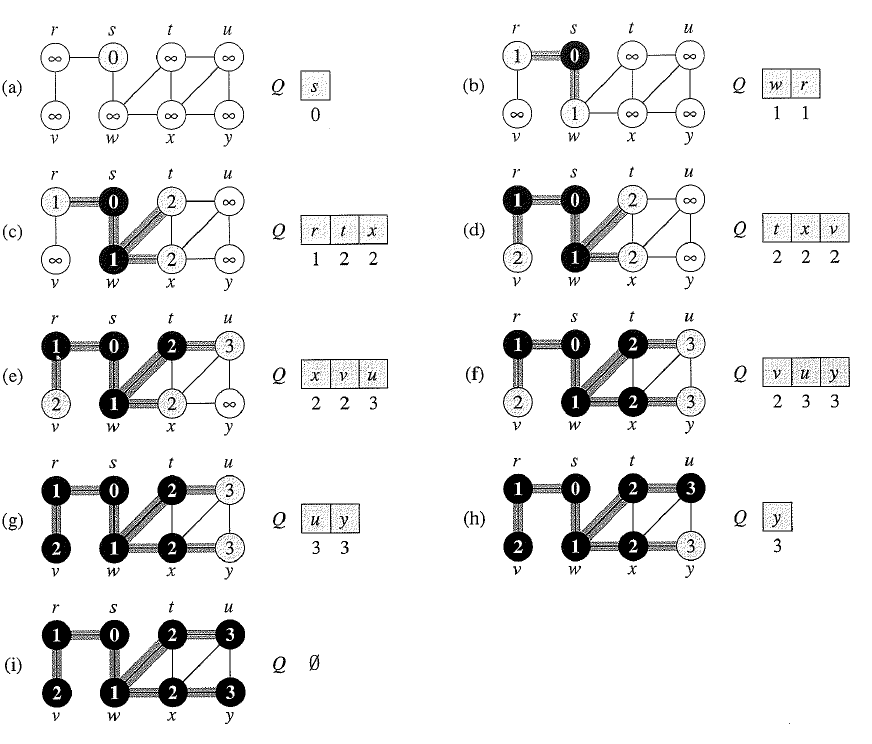 r s t u
(a) ∞ 0 ∞ ∞ Q s
∞ ∞ ∞ ∞ 0
v w x y
r s t u
(b) 1 0 ∞ ∞ Q w r
∞ 1 ∞ ∞ 1 1
v w x y
r s t u
(c) 1 0 2 ∞ Q r t x
∞ 1 2 ∞ 1 2 2
v w x y
r s t u
(d) 1 0 2 ∞ Q t x v
2 1 2 ∞ 2 2 2
v w x y
r s t u
(e) 1 0 2 3 Q x v u
2 1 2 ∞ 2 2 3
v w x y
r s t u
(f) 1 0 2 3 Q v u y
2 1 2 3 2 3 3
v w x y
r s t u
(g) 1 0 2 3 Q u y
2 1 2 3 3 3
v w x y
r s t u
(h) 1 0 2 3 Q y
2 1 2 3 3
v w x y
r s t u
(i) 1 0 2 3 Q ∅
2 1 2 3
v w x y